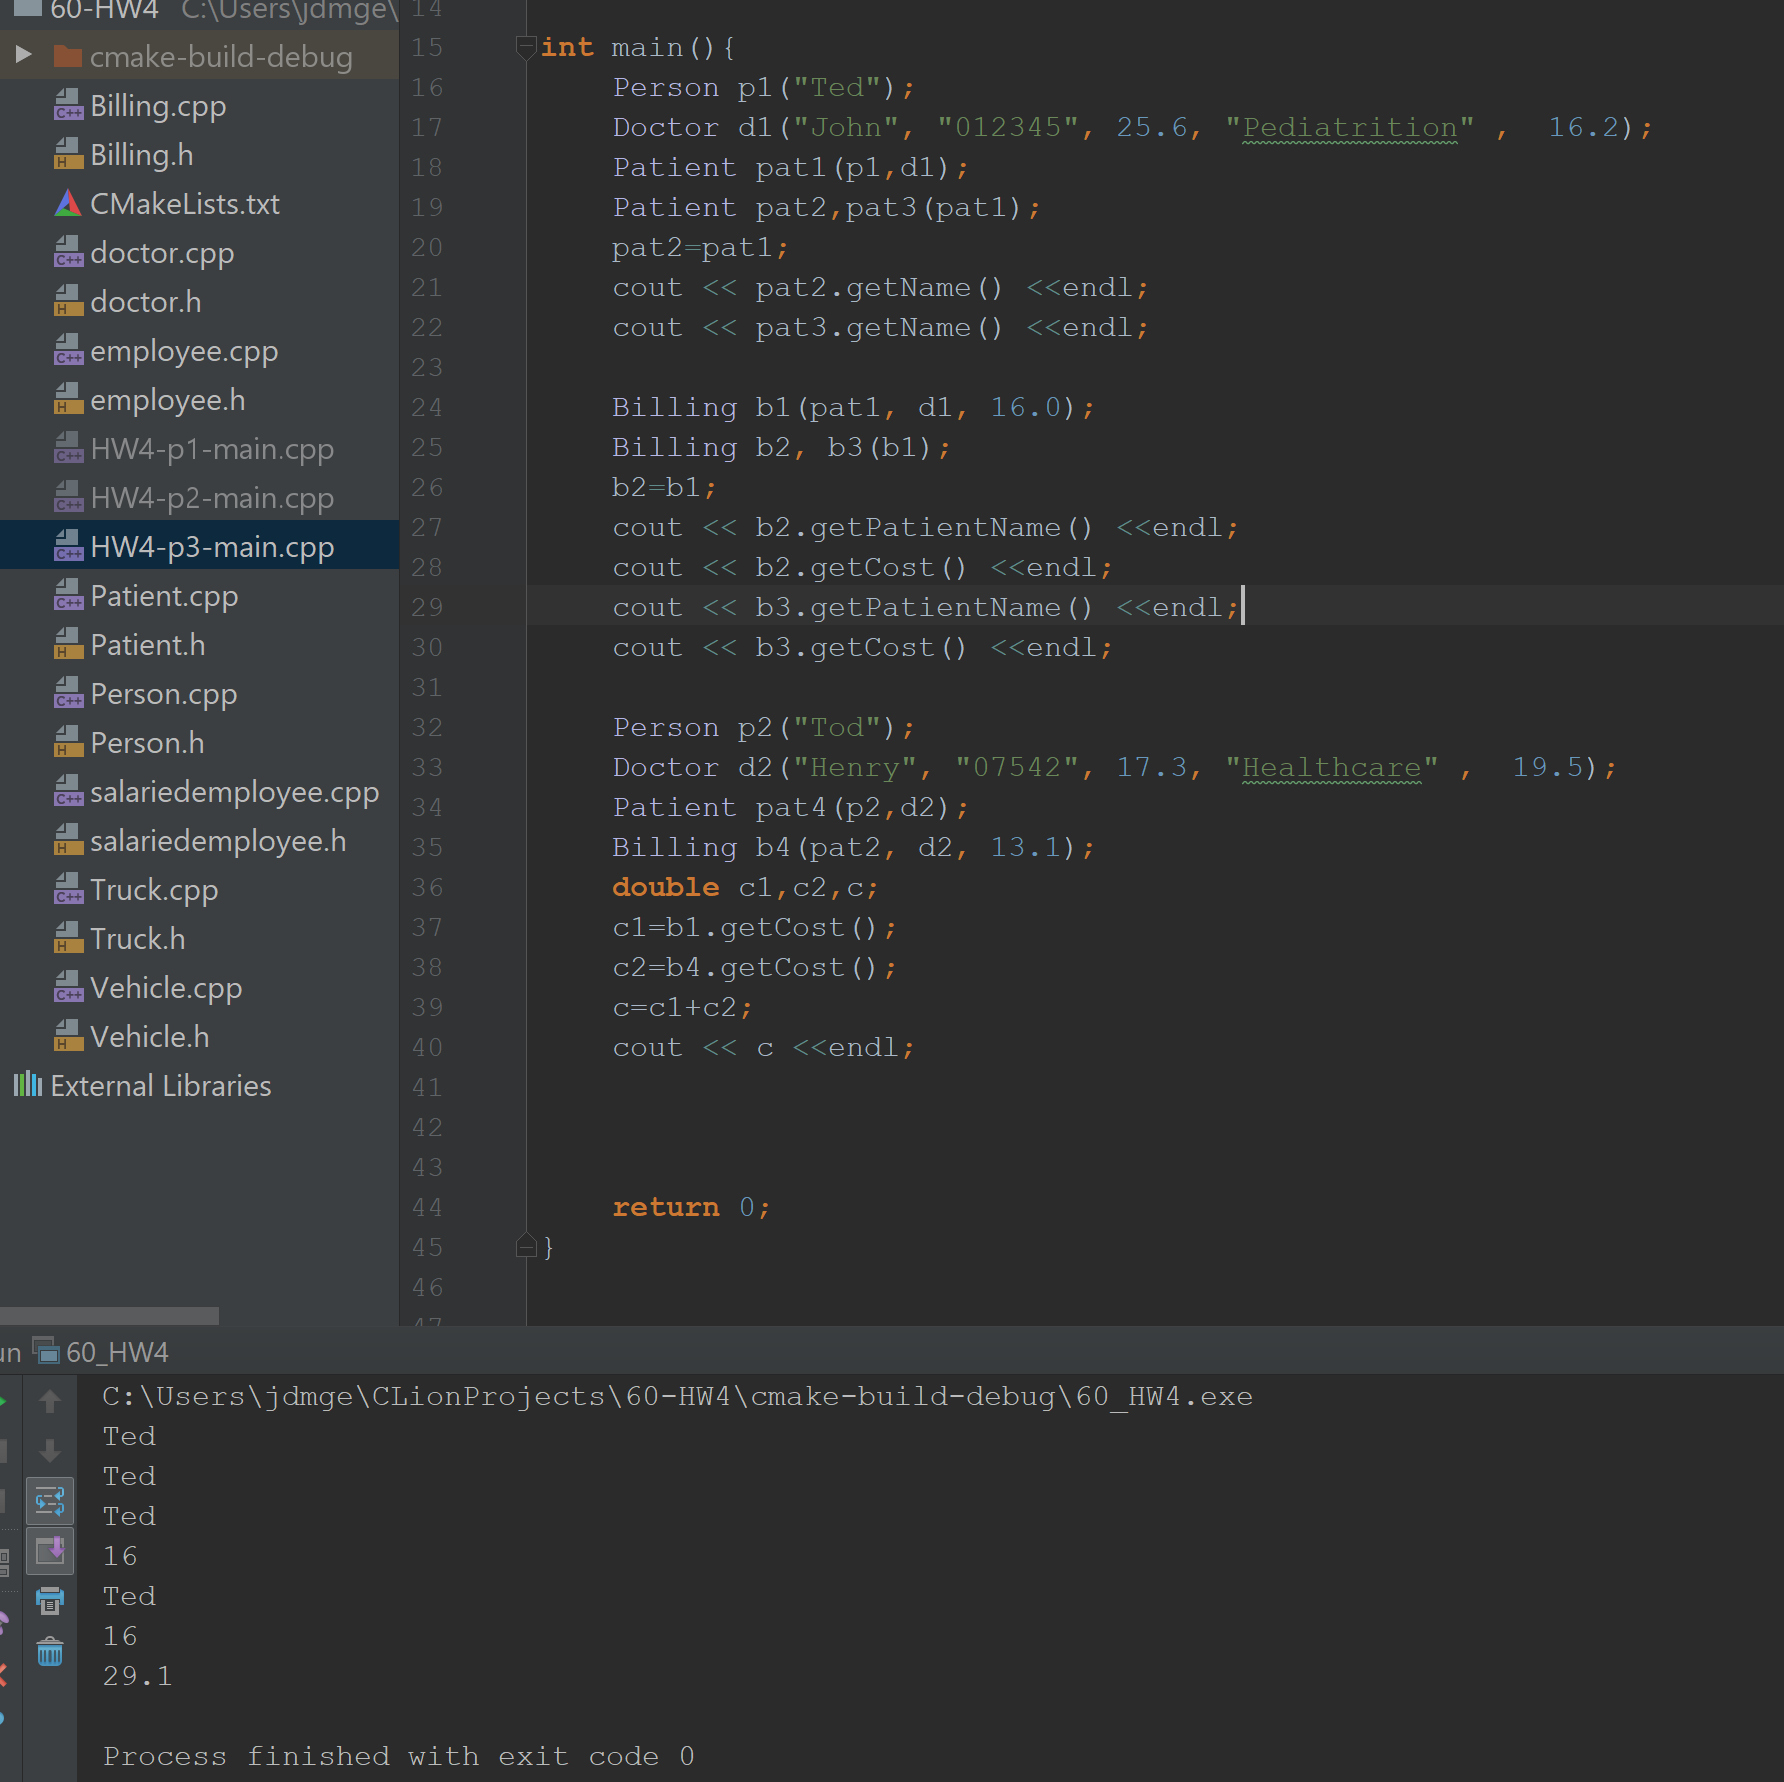 60-HW4 C:\Users\jdmge\
cmake-build-debug
Billing.cpp
Billing.h
CMakeLists.txt
doctor.cpp
doctor.h
employee.cpp
employee.h
HW4-p1-main.cpp
HW4-p2-main.cpp
HW4-p3-main.cpp
Patient.cpp
Patient.h
Person.cpp
Person.h
salariedemployee.cpp
salariedemployee.h
Truck.cpp
Truck.h
Vehicle.cpp
Vehicle.h
External Libraries
14
15 int main(){
16 Person p1("Ted");
17 Doctor d1("John", "012345", 25.6, "Pediatrition" ,  16.2);
18 Patient pat1(p1,d1);
19 Patient pat2,pat3(pat1);
20 pat2=pat1;
21 cout << pat2.getName() <<endl;
22 cout << pat3.getName() <<endl;
23
24 Billing b1(pat1, d1, 16.0);
25 Billing b2, b3(b1);
26 b2=b1;
27 cout << b2.getPatientName() <<endl;
28 cout << b2.getCost() <<endl;
29 cout << b3.getPatientName() <<endl;
30 cout << b3.getCost() <<endl;
31
32 Person p2("Tod");
33 Doctor d2("Henry", "07542", 17.3, "Healthcare" ,  19.5);
34 Patient pat4(p2,d2);
35 Billing b4(pat2, d2, 13.1);
36 double c1,c2,c;
37 c1=b1.getCost();
38 c2=b4.getCost();
39 c=c1+c2;
40 cout << c <<endl;
41
42
43
44 return 0;
45 }
46
47
un 60_HW4
C:\Users\jdmge\CLionProjects\60-HW4\cmake-build-debug\60_HW4.exe
Ted
Ted
Ted
16
Ted
16
29.1
Process finished with exit code 0